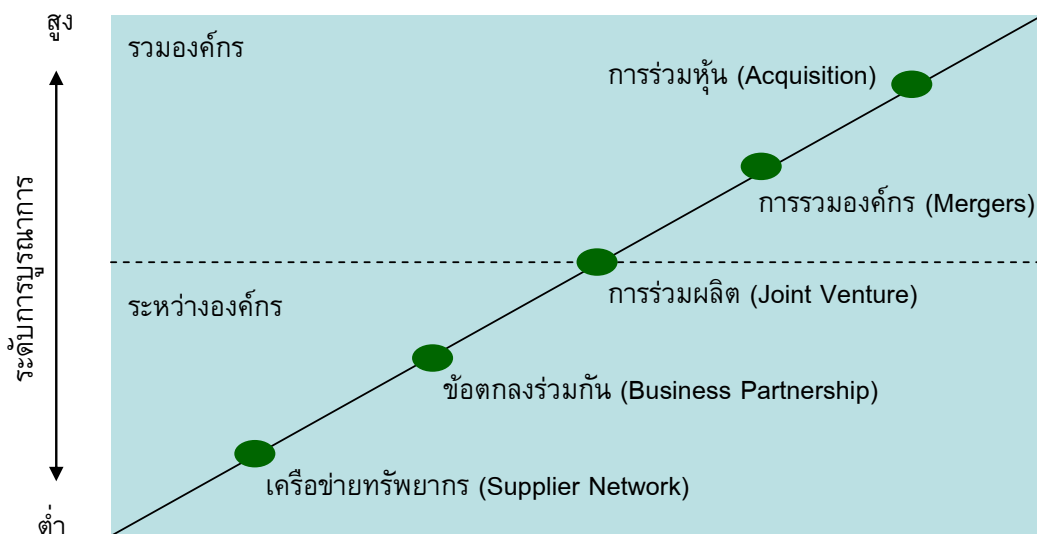 สูง
รวมองค์กร
การร่วมหุ้น (Acquisition)
การรวมองค์กร (Mergers)
ระดับการบูรณาการ
การร่วมผลิต (Joint Venture)
ระหว่างองค์กร
ข้อตกลงร่วมกัน (Business Partnership)
เครือข่ายทรัพยากร (Supplier Network)
ต่ำ